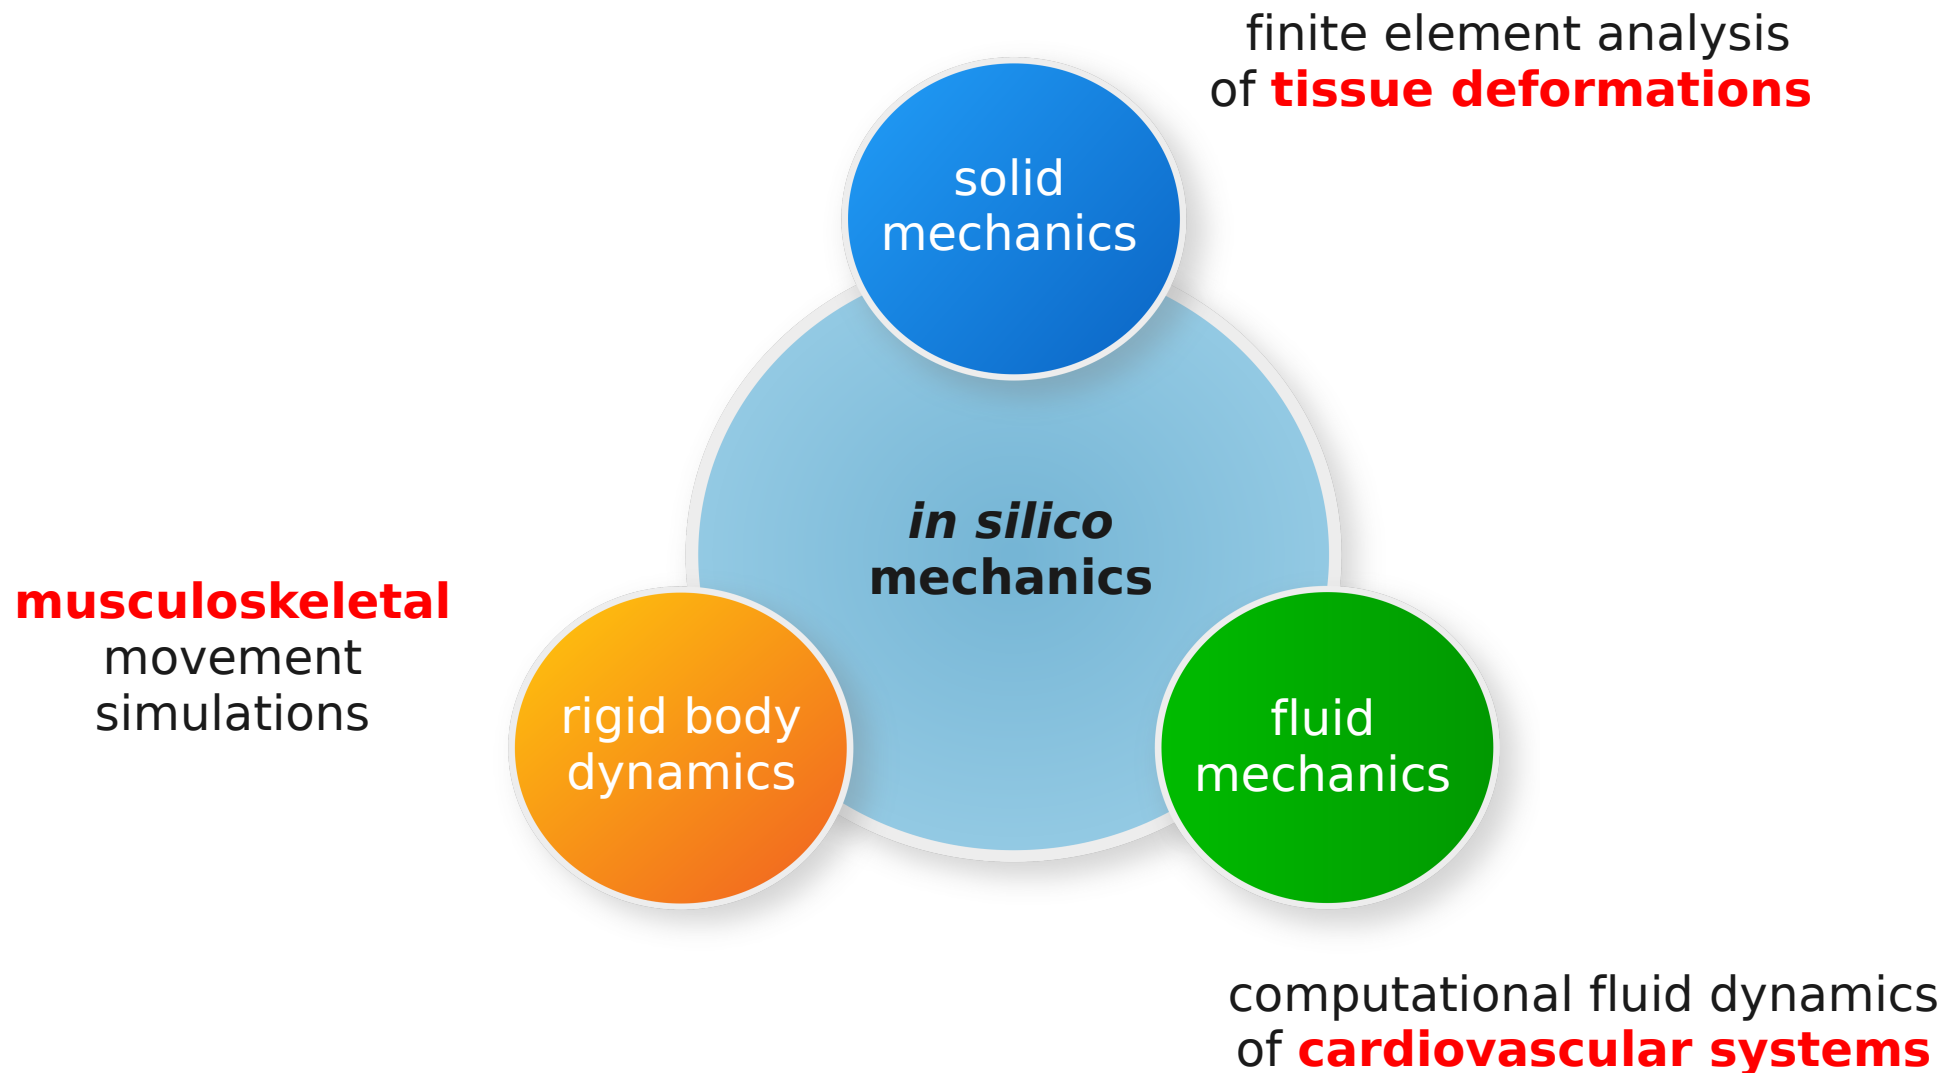 finite element analysis
of tissue deformations
solid
mechanics
in silico
mechanics
musculoskeletal
movement
simulations
rigid body
dynamics
fluid
mechanics
computational fluid dynamics
of cardiovascular systems